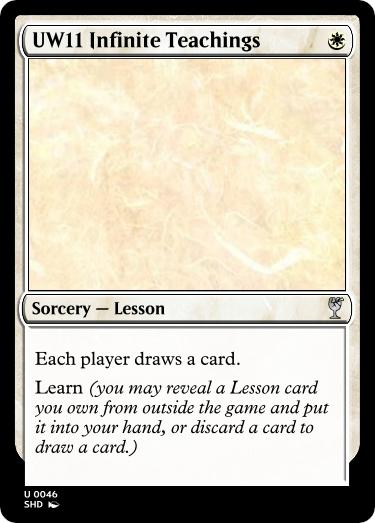 UW11 Infinite Teachings
Sorcery — Lesson
Each player draws a card.
Learn (you may reveal a Lesson card
you own from outside the game and put
it into your hand, or discard a card to
draw a card.)
U 0046
SHD